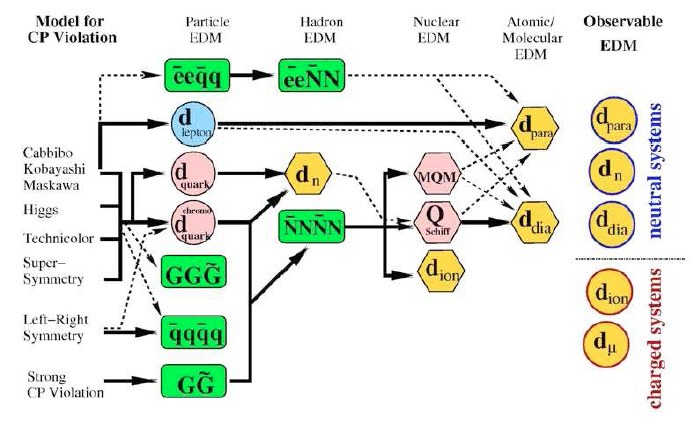 Model for
CP Violation
Particle
EDM
Hadron
EDM
Nuclear
EDM
Atomic/
Molecular
EDM
Observable
EDM
ēeq̄q
ēeN̄N
d lepton
d para
Cabbibo
Kobayashi
Maskawa
Higgs
Technicolor
Super-
Symmetry
Left-Right
Symmetry
Strong
CP Violation
d quark
d n
MQM
chromo
d quark
N̄NN̄N
Q Schiff
d dia
GGG̃
d ion
q̄qq̄q
GG̃
d para
d n
d dia
neutral systems
d ion
d μ
charged systems